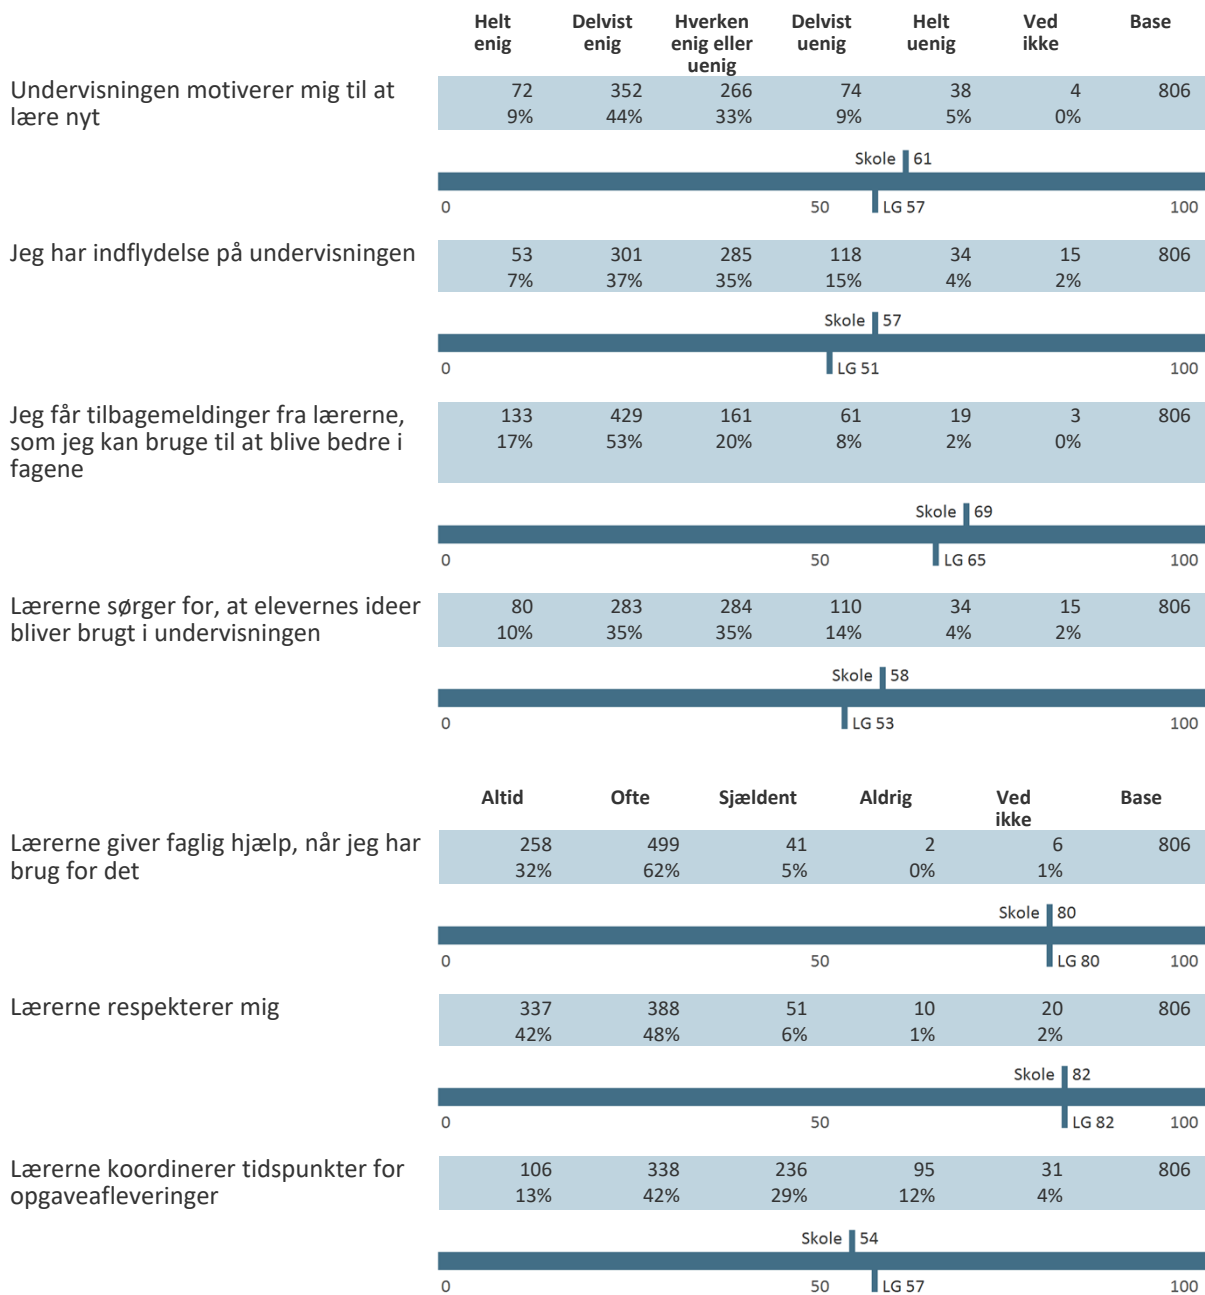 Helt Delvist Hverken Delvist Helt Ved Base
enig enig enig eller uenig uenig ikke
uenig
Undervisningen motiverer mig til at 72 352 266 74 38 4 806
lære nyt 9% 44% 33% 9% 5% 0%
Skole 61
0 50 LG 57 100
Jeg har indflydelse på undervisningen 53 301 285 118 34 15 806
7% 37% 35% 15% 4% 2%
Skole 57
0 LG 51 100
Jeg får tilbagemeldinger fra lærerne, 133 429 161 61 19 3 806
som jeg kan bruge til at blive bedre i 17% 53% 20% 8% 2% 0%
fagene
Skole 69
0 50 LG 65 100
Lærerne sørger for, at elevernes ideer 80 283 284 110 34 15 806
bliver brugt i undervisningen 10% 35% 35% 14% 4% 2%
Skole 58
0 LG 53 100
Altid Ofte Sjældent Aldrig Ved Base
ikke
Lærerne giver faglig hjælp, når jeg har 258 499 41 2 6 806
brug for det 32% 62% 5% 0% 1%
Skole 80
0 50 LG 80 100
Lærerne respekterer mig 337 388 51 10 20 806
42% 48% 6% 1% 2%
Skole 82
0 50 LG 82 100
Lærerne koordinerer tidspunkter for 106 338 236 95 31 806
opgaveafleveringer 13% 42% 29% 12% 4%
Skole 54
0 50 LG 57 100